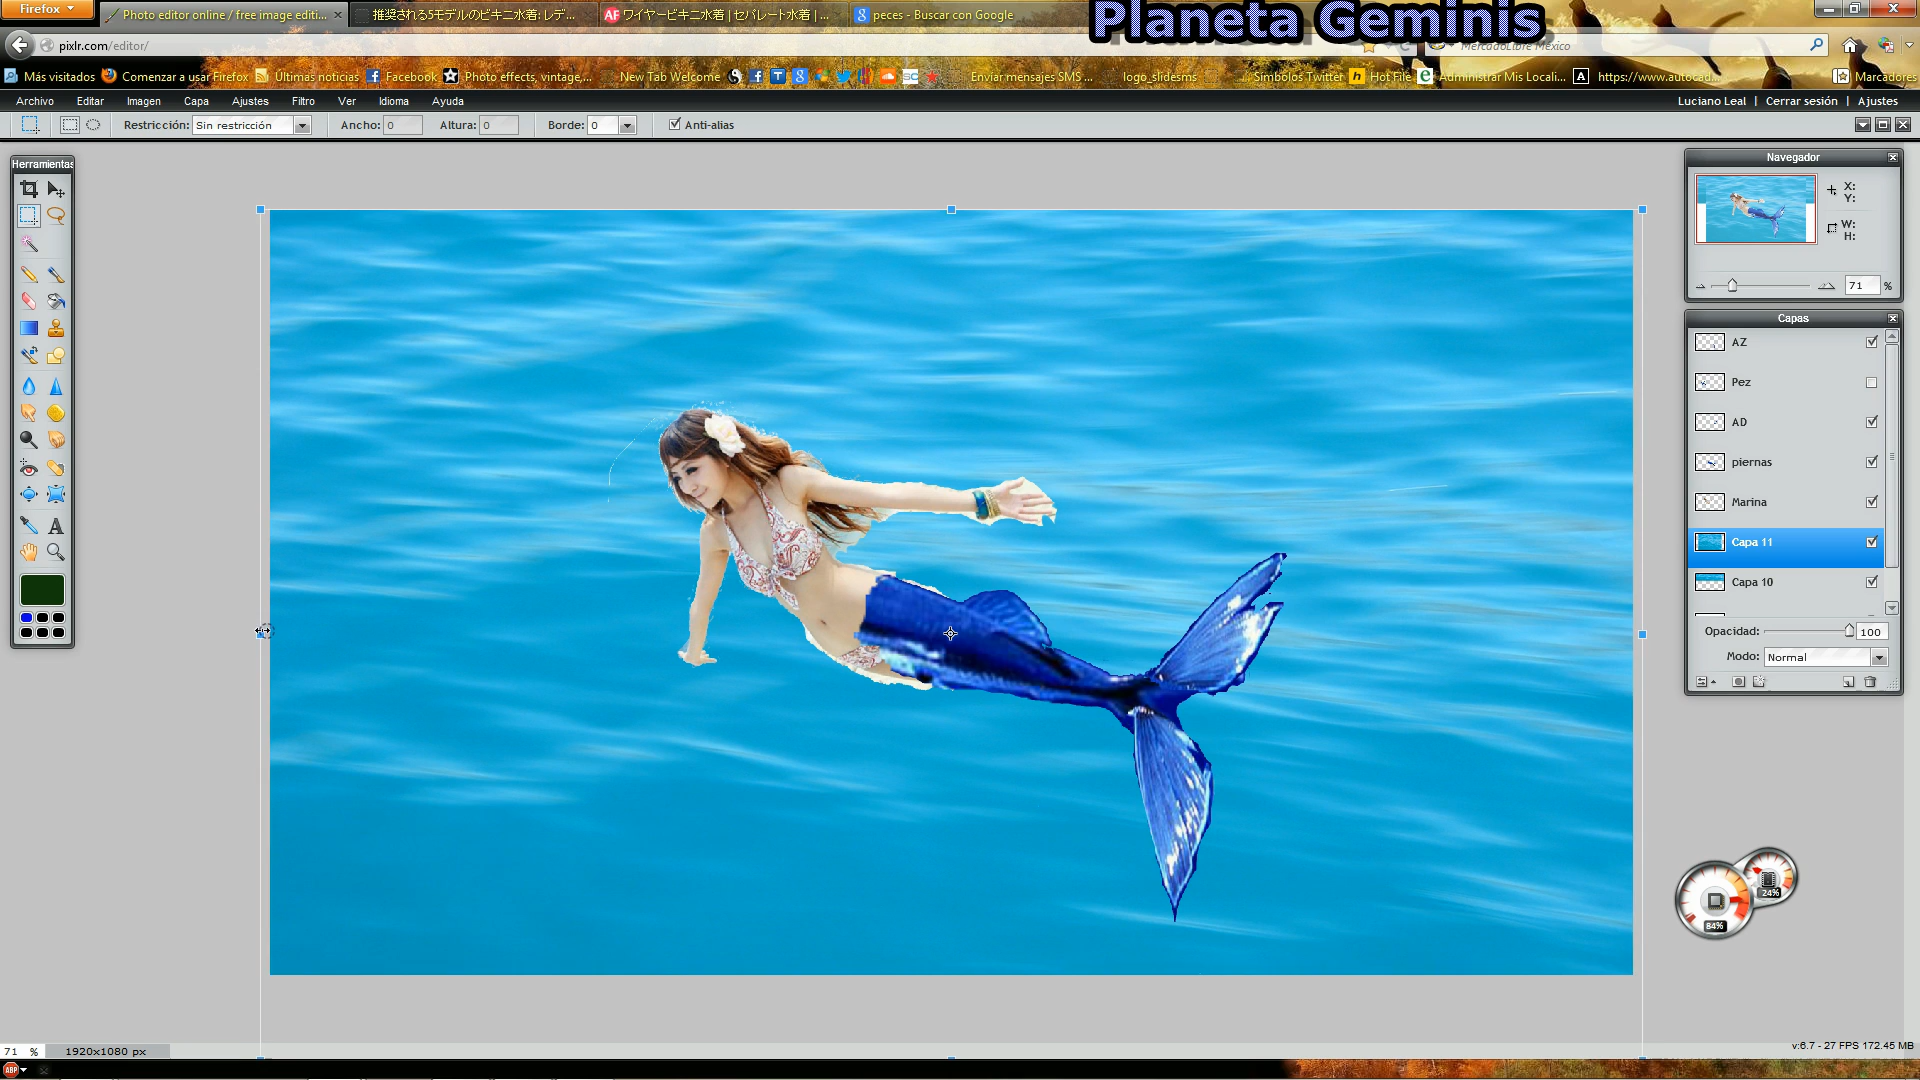 Firefox
Photo editor online / free image editi...
推奨される5モデルのビキニ水着: レデ...
AF ワイヤービキニ水着 | セパレート水着 | ...
peces - Buscar con Google
Planeta Geminis
pixlr.com/editor/
MercadoLibre México
Más visitados
Comenzar a usar Firefox
Últimas noticias
Facebook
Photo effects, vintage,...
New Tab Welcome
Enviar mensajes SMS ...
logo_slidesms
Simbolos Twitter
Hot File
Administrar Mis Locali...
https://www.autocad...
Marcadores
Archivo Editar Imagen Capa Ajustes Filtro Ver Idioma Ayuda
Luciano Leal | Cerrar sesión | Ajustes
Restricción: Sin restricción Ancho: 0 Altura: 0 Borde: 0 Anti-alias
Herramientas
Navegador
X:
Y:
W:
H:
71 %
Capas
AZ
Pez
AD
piernas
Marina
Capa 11
Capa 10
Opacidad: 100
Modo: Normal
24%
84%
71 % 1920x1080 px
v:6.7 - 27 FPS 172.45 MB
ABP